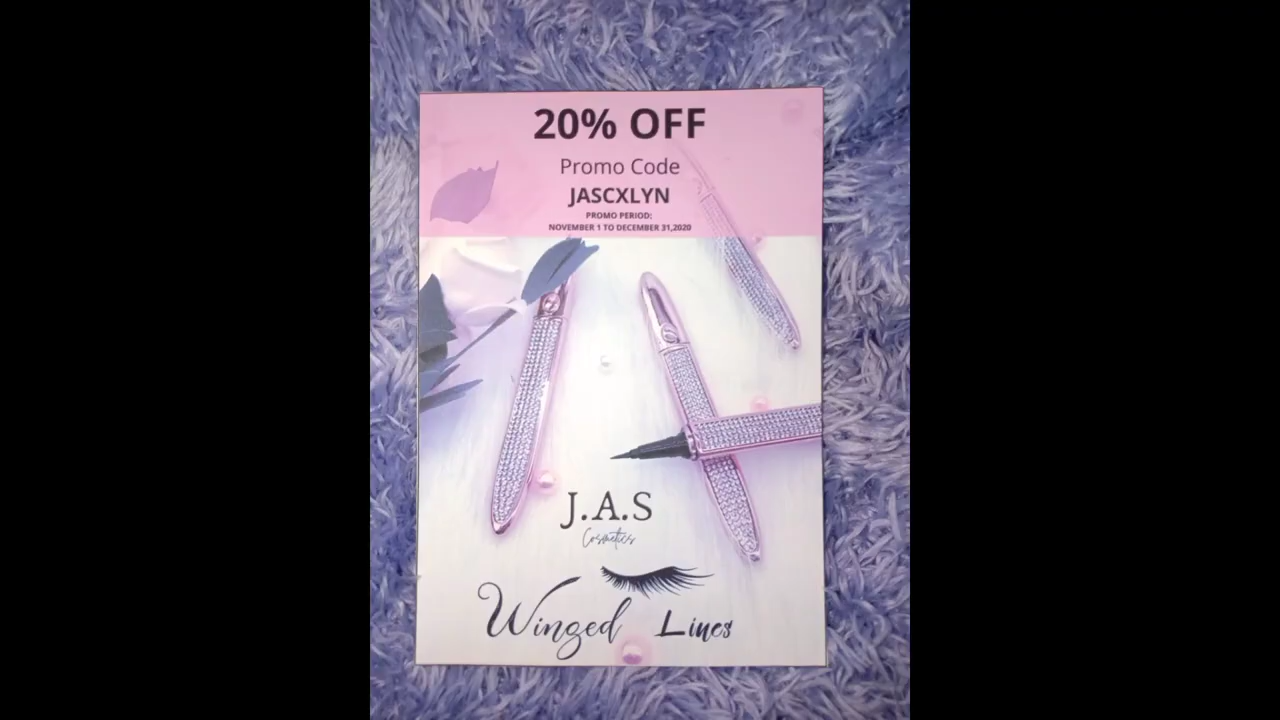 20% OFF
Promo Code
JASCXLYN
PROMO PERIOD:
NOVEMBER 1 TO DECEMBER 31,2020
J.A.S
Cosmetics
Winged Lines